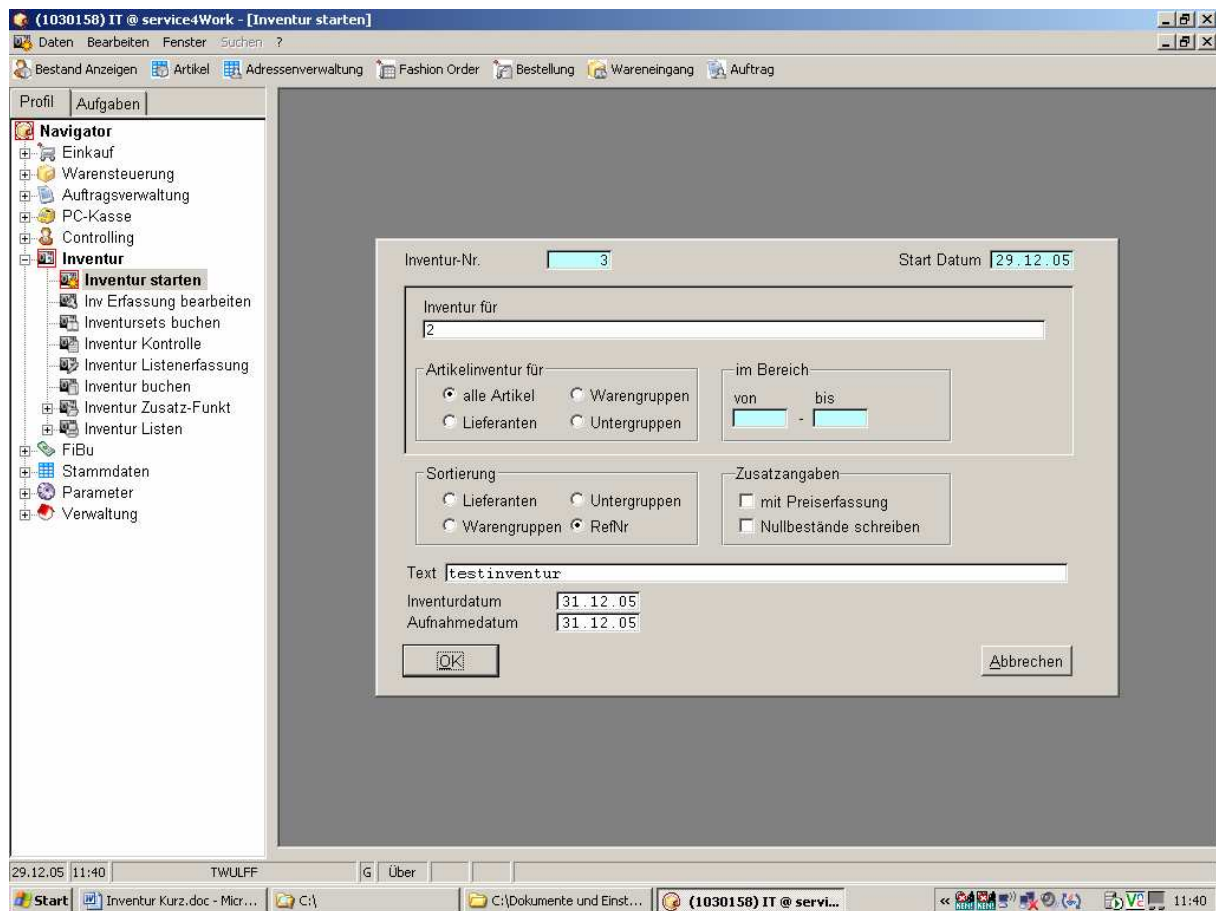 (1030158) IT @ service4Work - [Inventur starten]
Daten Bearbeiten Fenster Suchen ?
Bestand Anzeigen Artikel Adressenverwaltung Fashion Order Bestellung Wareneingang Auftrag
Profil Aufgaben
Navigator
Einkauf
Warensteuerung
Auftragsverwaltung
PC-Kasse
Controlling
Inventur
Inventur starten
Inv Erfassung bearbeiten
Inventursets buchen
Inventur Kontrolle
Inventur Listenerfassung
Inventur buchen
Inventur Zusatz-Funkt
Inventur Listen
FiBu
Stammdaten
Parameter
Verwaltung
Inventur-Nr. 3 Start Datum 29.12.05
Inventur für
2
Artikelinventur für
alle Artikel Warengruppen
Lieferanten Untergruppen
im Bereich
von bis
-
Sortierung
Lieferanten Untergruppen
Warengruppen RefNr
Zusatzangaben
mit Preiserfassung
Nullbestände schreiben
Text testinventur
Inventurdatum 31.12.05
Aufnahmedatum 31.12.05
OK Abbrechen
29.12.05 11:40 TWULFF G Über
Start Inventur Kurz.doc - Micr... C:\ C:\Dokumente und Einst... (1030158) IT @ servi... « 11:40